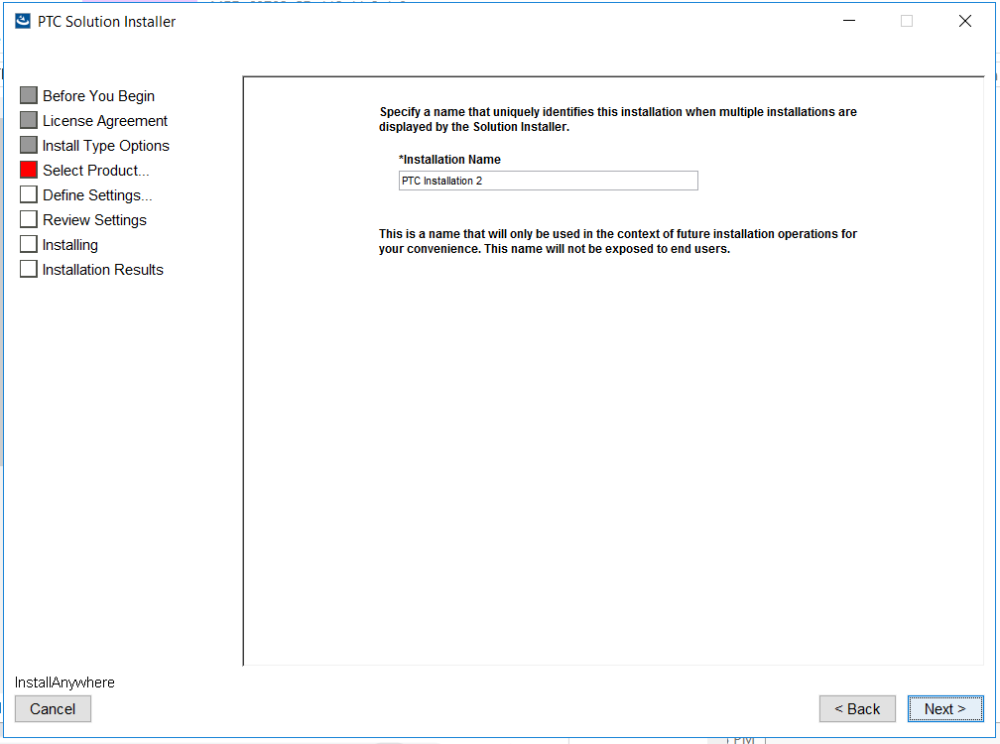 PTC Solution Installer
Before You Begin
License Agreement
Install Type Options
Select Product...
Define Settings...
Review Settings
Installing
Installation Results
Specify a name that uniquely identifies this installation when multiple installations are
displayed by the Solution Installer.
*Installation Name
PTC Installation 2
This is a name that will only be used in the context of future installation operations for
your convenience. This name will not be exposed to end users.
InstallAnywhere
Cancel
< Back
Next >
PM